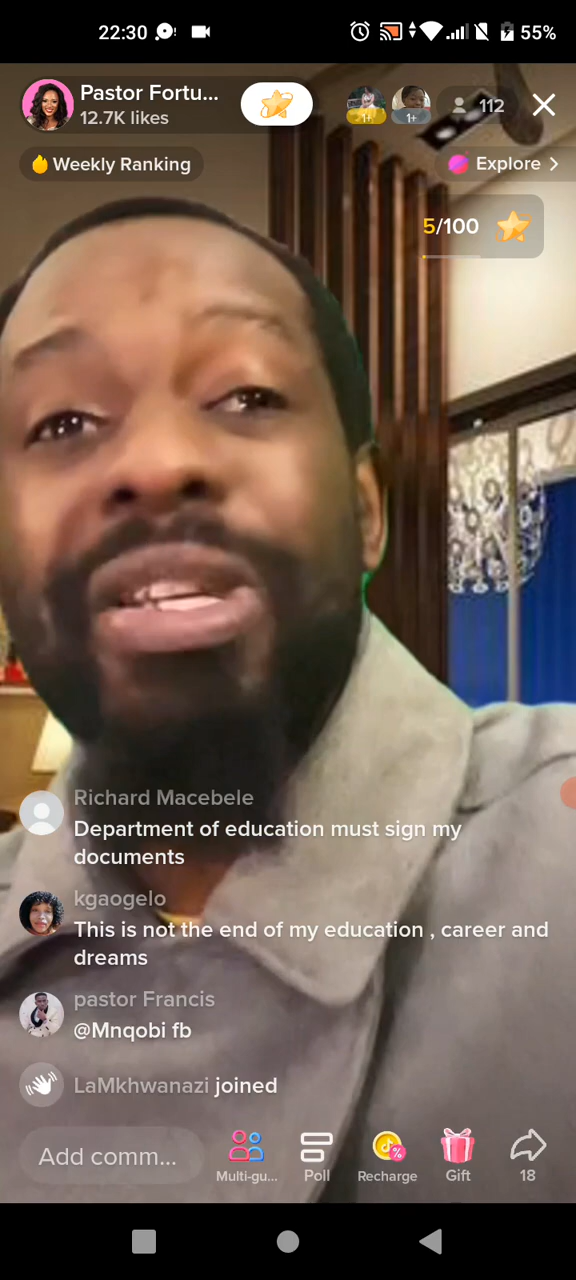 22:30
55%
Pastor Fortu...
12.7K likes
1+
1+
112
Weekly Ranking
Explore >
5/100
Richard Macebele
Department of education must sign my
documents
kgaogelo
This is not the end of my education , career and
dreams
pastor Francis
@Mnqobi fb
LaMkhwanazi joined
Add comm...
Multi-gu...
Poll
Recharge
Gift
18